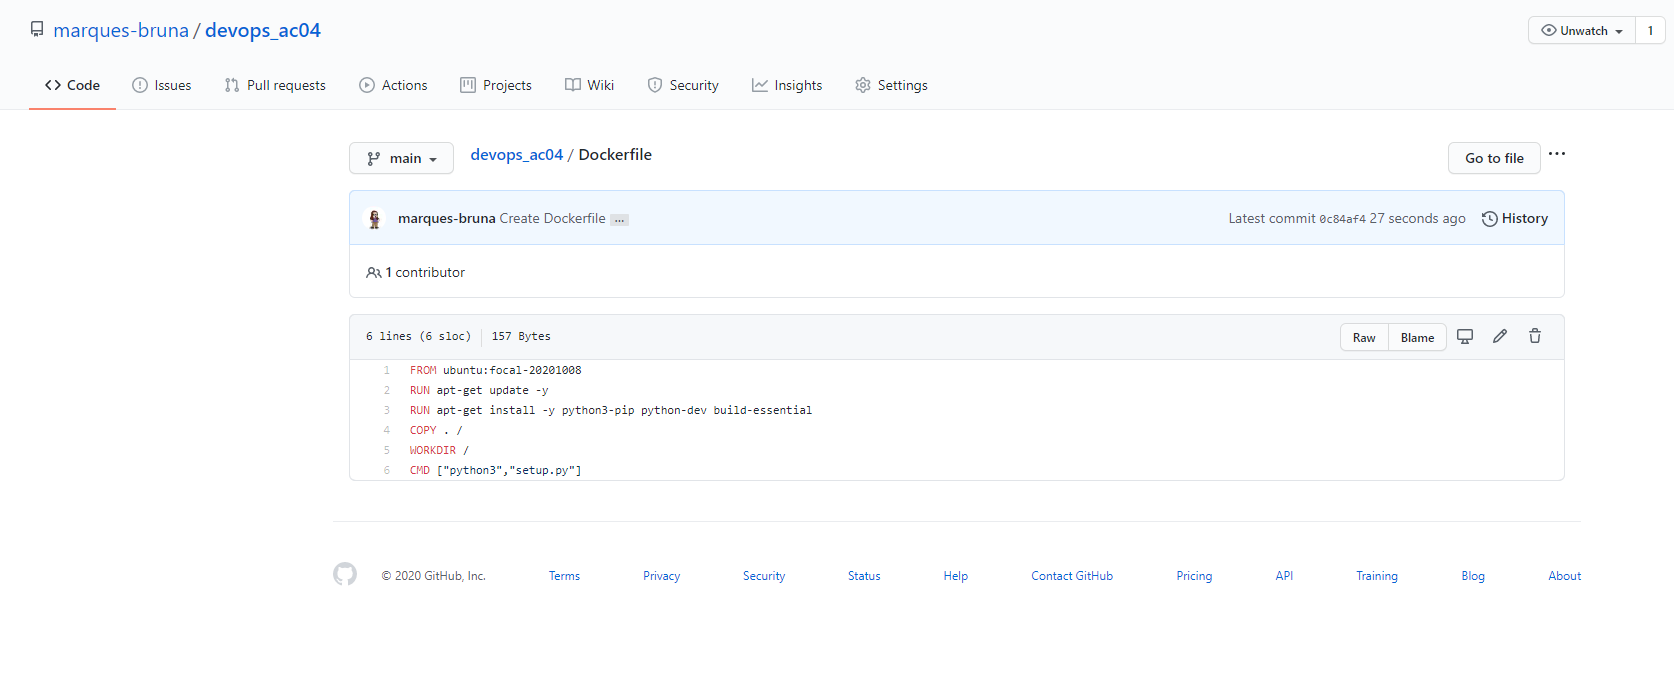 marques-bruna / devops_ac04
Unwatch 1
Code Issues Pull requests Actions Projects Wiki Security Insights Settings
main devops_ac04 / Dockerfile Go to file ...
marques-bruna Create Dockerfile ... Latest commit 0c84af4 27 seconds ago History
1 contributor
6 lines (6 sloc) 157 Bytes Raw Blame
1 FROM ubuntu:focal-20201008
2 RUN apt-get update -y
3 RUN apt-get install -y python3-pip python-dev build-essential
4 COPY . /
5 WORKDIR /
6 CMD ["python3","setup.py"]
© 2020 GitHub, Inc. Terms Privacy Security Status Help Contact GitHub Pricing API Training Blog About